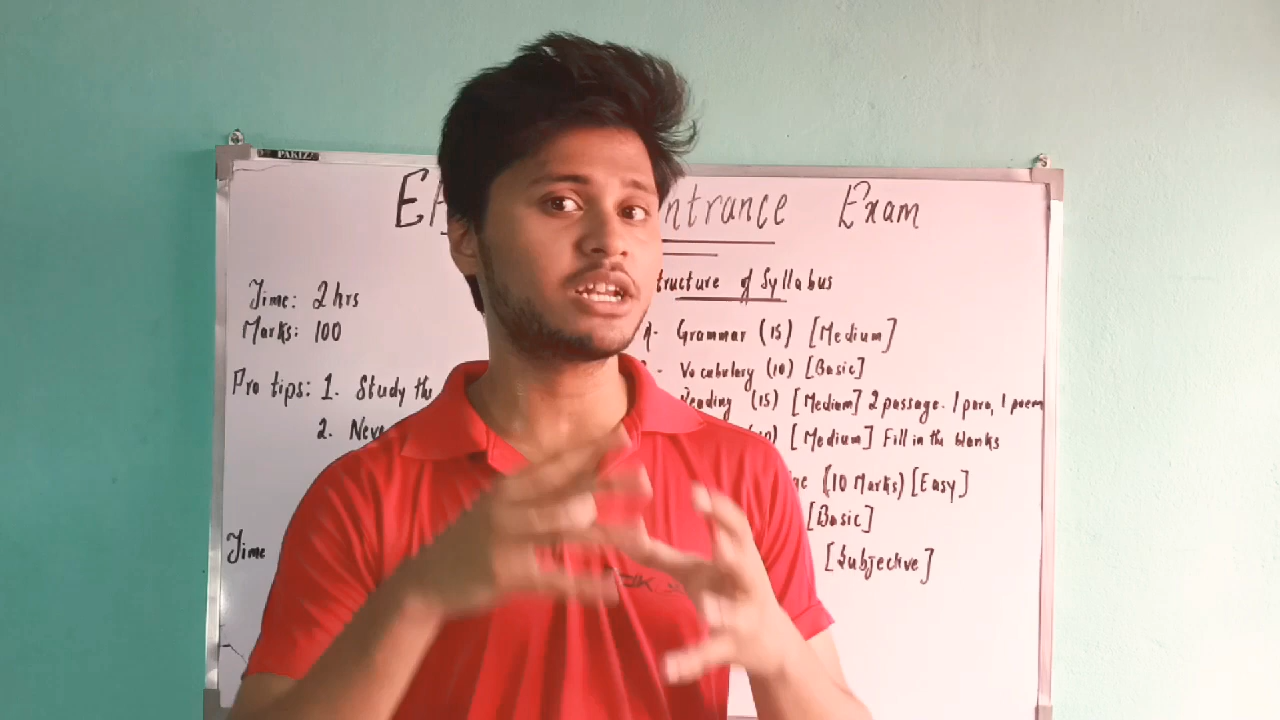 PAKIZ
Entrance Exam
Structure of Syllabus
Time: 2 hrs
Marks: 100
Pro tips: 1. Study the
2. Never
Time
A- Grammar (15) [Medium]
- Vocabulary (10) [Basic]
Reading (15) [Medium] 2 passage. 1 para, 1 poem
[Medium] Fill in the blanks
(10 Marks) [Easy]
[Basic]
[Subjective]